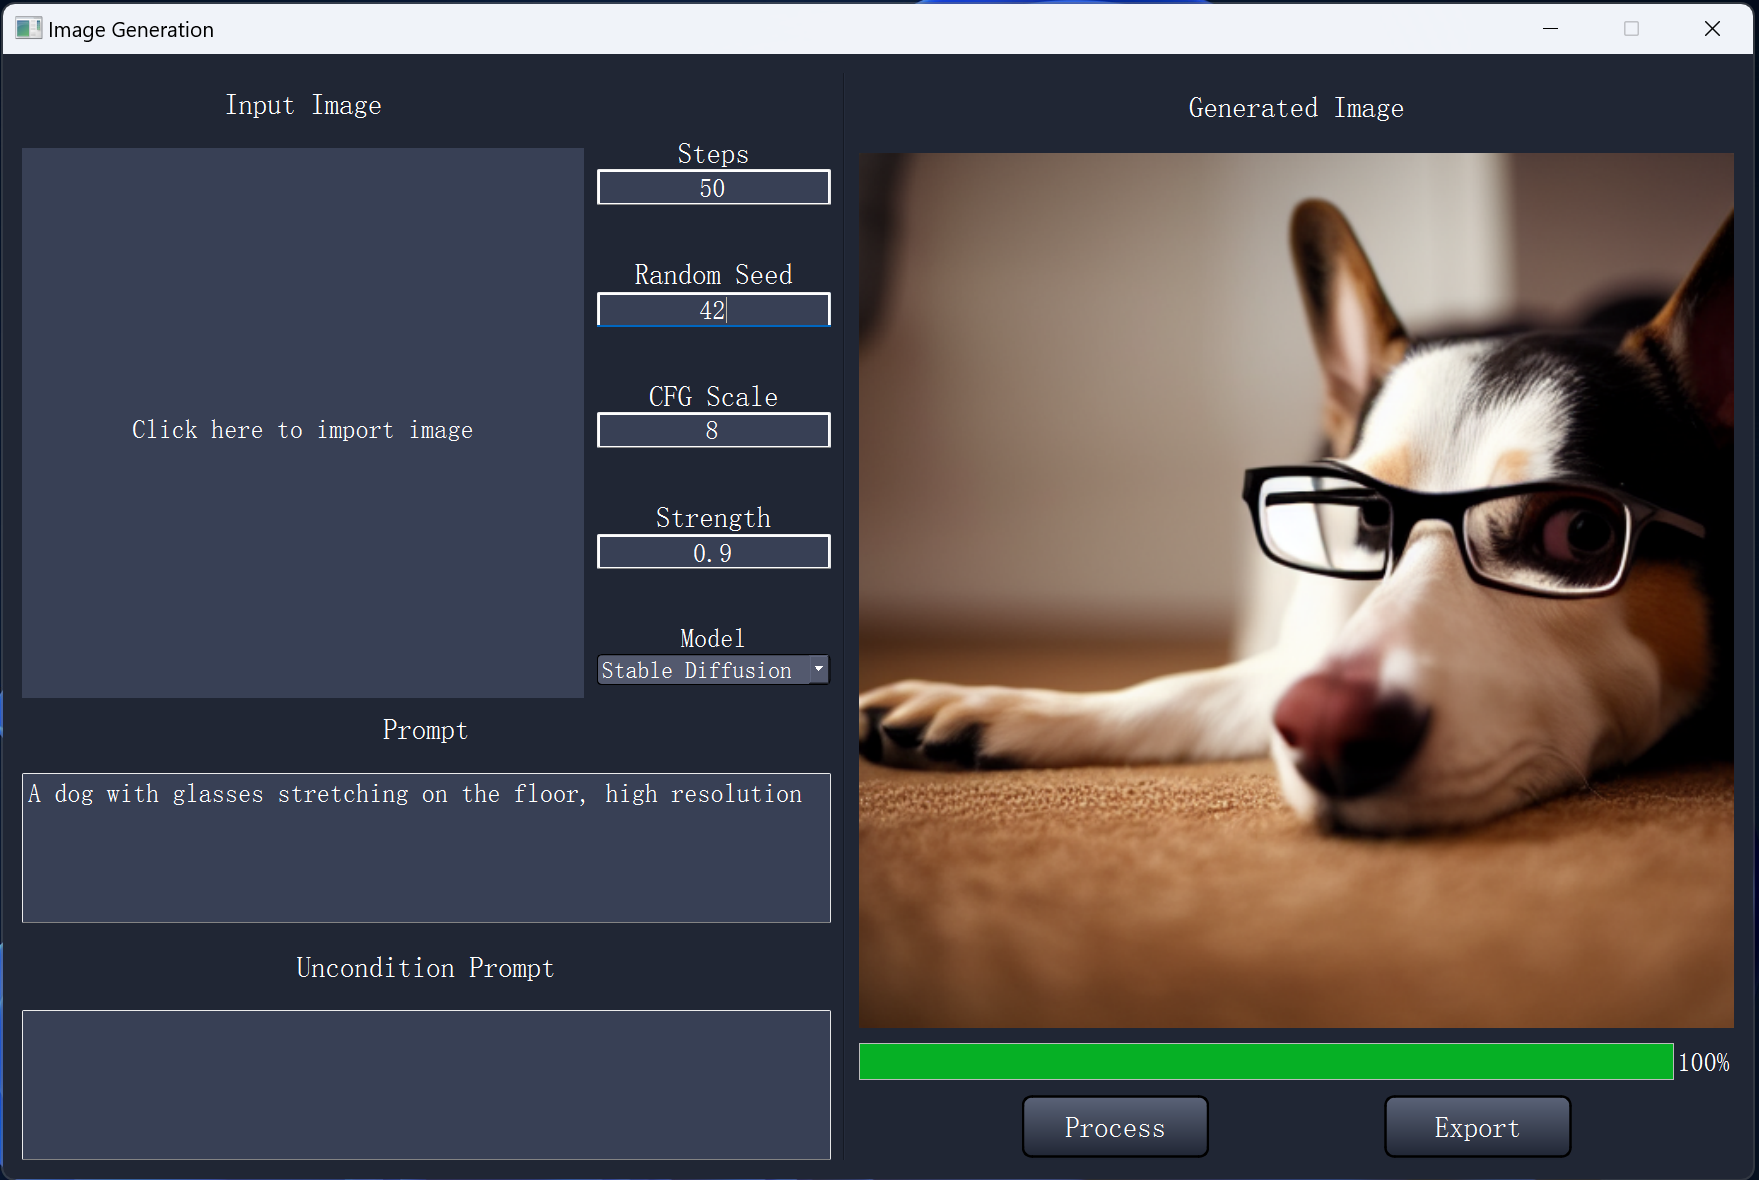 Image Generation
Input Image
Steps
50
Random Seed
42
CFG Scale
8
Strength
0.9
Model
Stable Diffusion
Click here to import image
Prompt
A dog with glasses stretching on the floor, high resolution
Uncondition Prompt
Generated Image
100%
Process
Export